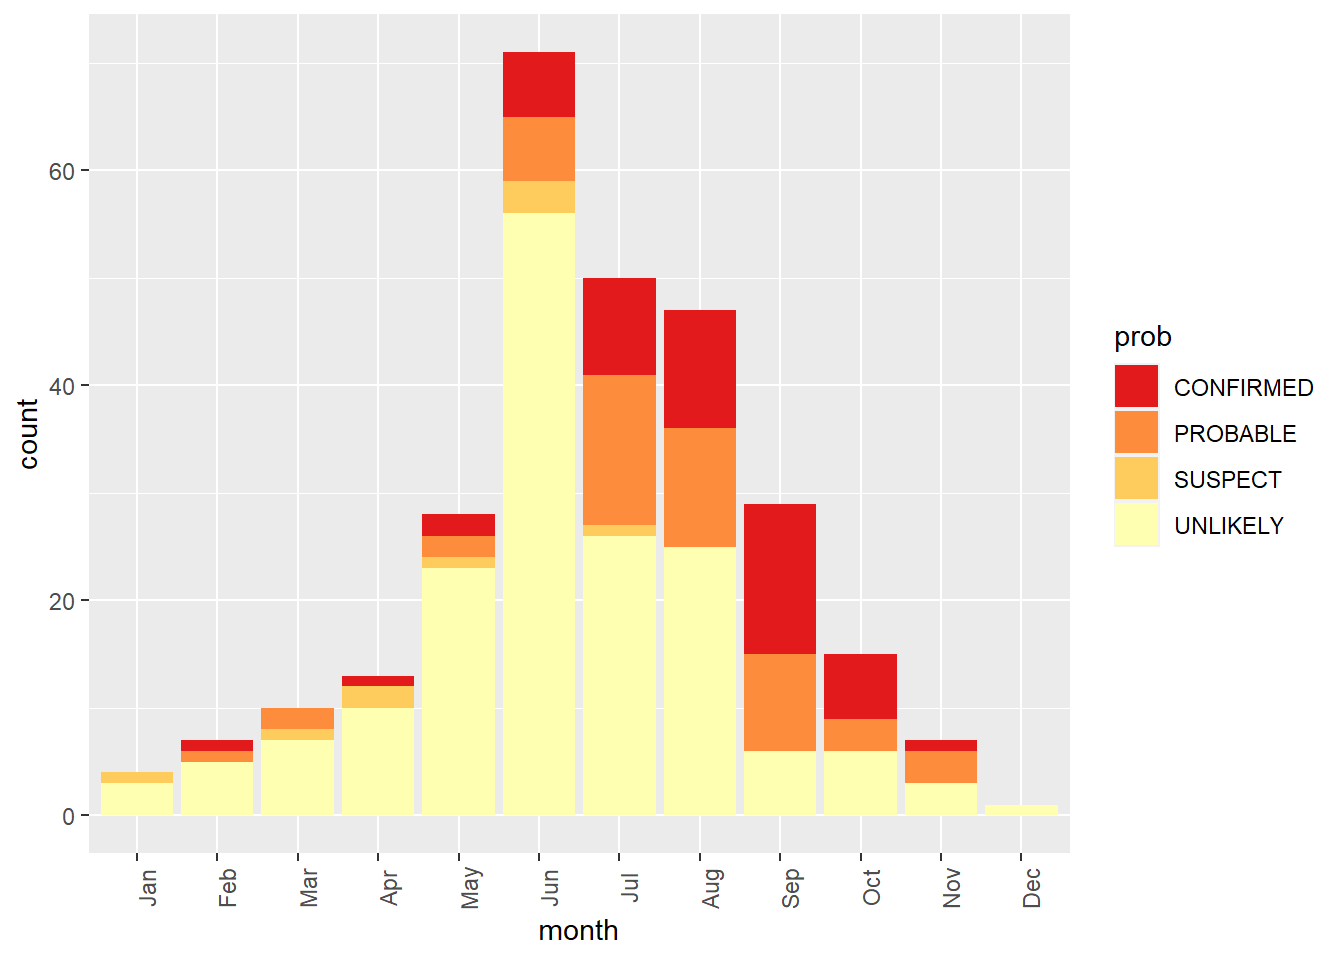 count
60
40
20
0
Jan
Feb
Mar
Apr
May
Jun
Jul
Aug
Sep
Oct
Nov
Dec
month
prob
CONFIRMED
PROBABLE
SUSPECT
UNLIKELY